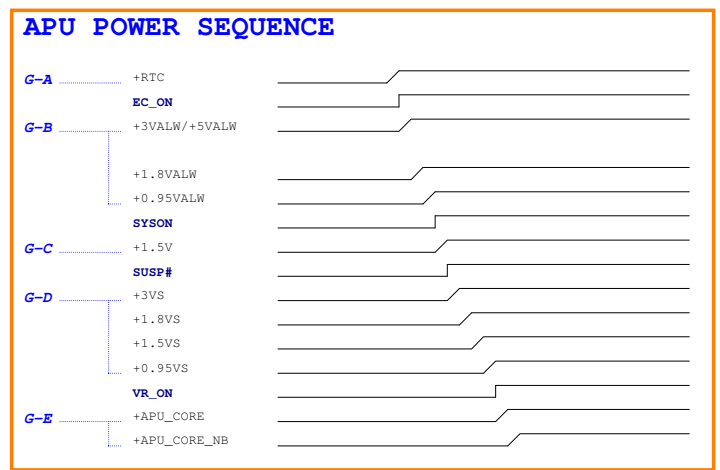 APU POWER SEQUENCE
G-A +RTC
EC_ON
G-B +3VALW/+5VALW
+1.8VALW
+0.95VALW
SYSON
G-C +1.5V
SUSP#
G-D +3VS
+1.8VS
+1.5VS
+0.95VS
VR_ON
G-E +APU_CORE
+APU_CORE_NB